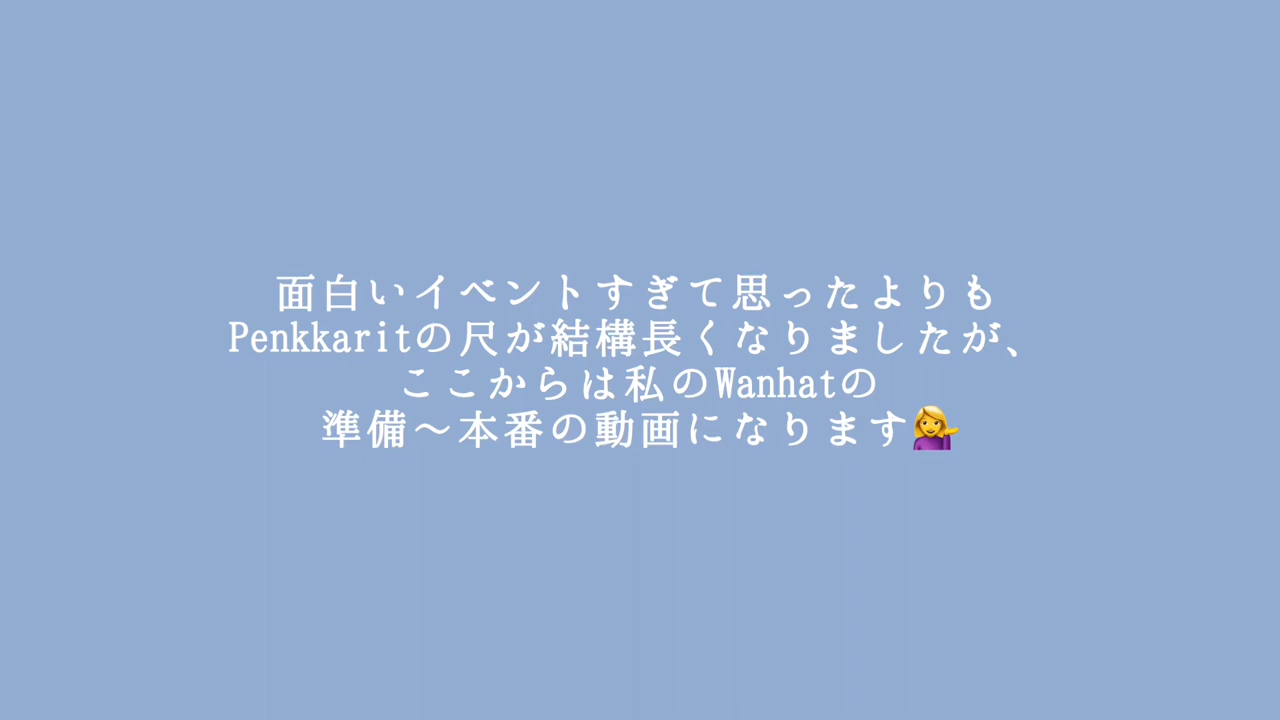 面白いイベントすぎて思ったよりも
Penkkaritの尺が結構長くなりましたが、
ここからは私のWanhatの
準備〜本番の動画になります💁‍♀️